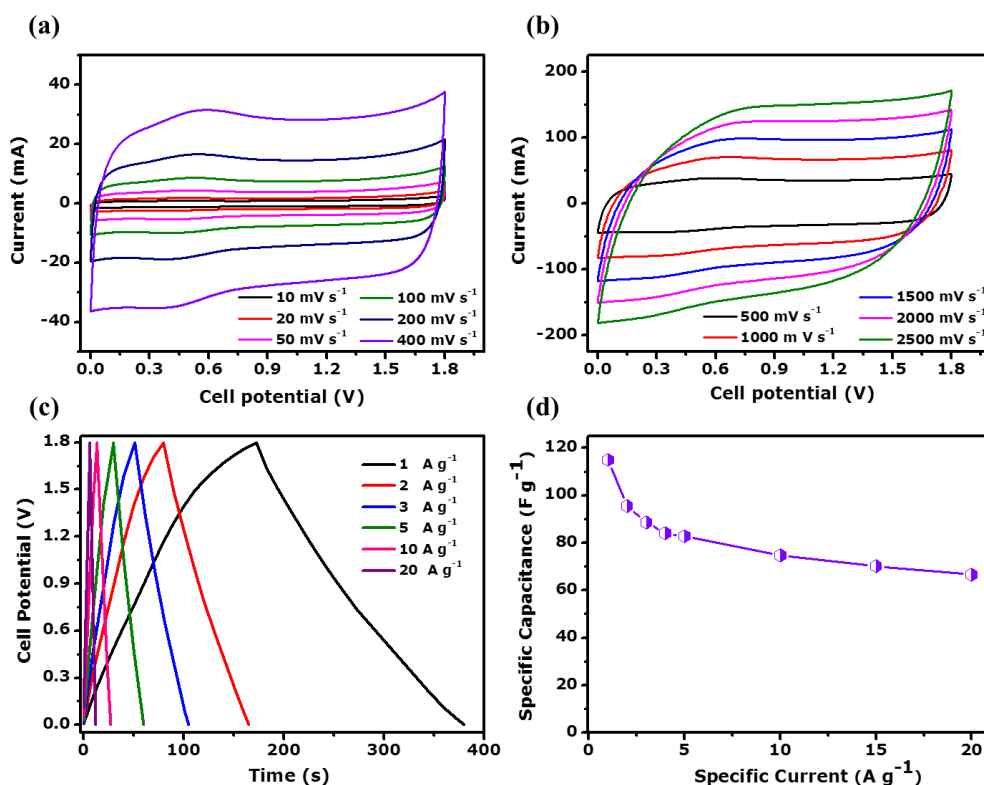 (a)
40
20
0
-20
-40
Current (mA)
0.0 0.3 0.6 0.9 1.2 1.5 1.8
Cell potential (V)
10 mV s⁻¹ 100 mV s⁻¹
20 mV s⁻¹ 200 mV s⁻¹
50 mV s⁻¹ 400 mV s⁻¹
(b)
200
100
0
-100
-200
Current (mA)
0.0 0.3 0.6 0.9 1.2 1.5 1.8
Cell potential (V)
1500 mV s⁻¹
500 mV s⁻¹ 2000 mV s⁻¹
1000 m V s⁻¹ 2500 mV s⁻¹
(c)
1.8
1.5
1.2
0.9
0.6
0.3
0.0
Cell Potential (V)
0 100 200 300 400
Time (s)
1 A g⁻¹
2 A g⁻¹
3 A g⁻¹
5 A g⁻¹
10 A g⁻¹
20 A g⁻¹
(d)
120
100
80
60
40
20
0
Specific Capacitance (F g⁻¹)
0 5 10 15 20
Specific Current (A g⁻¹)